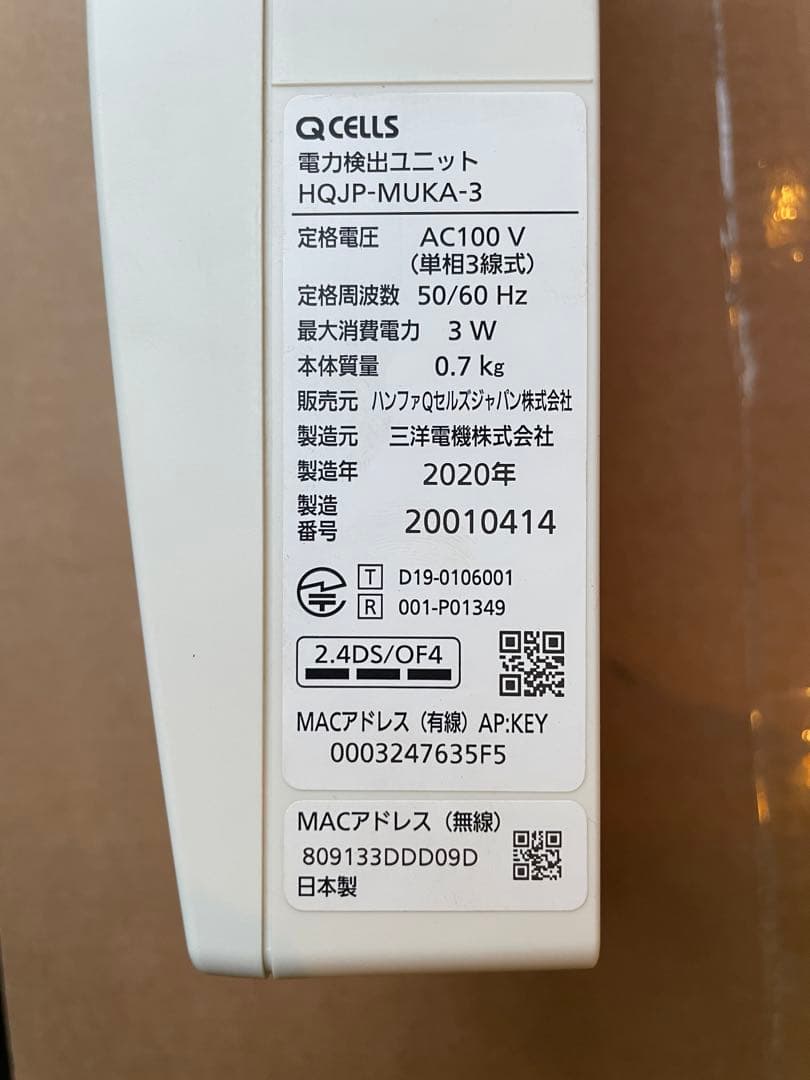 Q CELLS
電力検出ユニット
HQJP-MUKA-3
定格電圧 AC100 V
(単相3線式)
定格周波数 50/60 Hz
最大消費電力 3 W
本体質量 0.7 kg
販売元 ハンファQセルズジャパン株式会社
製造元 三洋電機株式会社
製造年 2020年
製造番号 20010414
T D19-0106001
R 001-P01349
2.4DS/OF4
MACアドレス(有線) AP:KEY
0003247635F5
MACアドレス(無線)
809133DDD09D
日本製